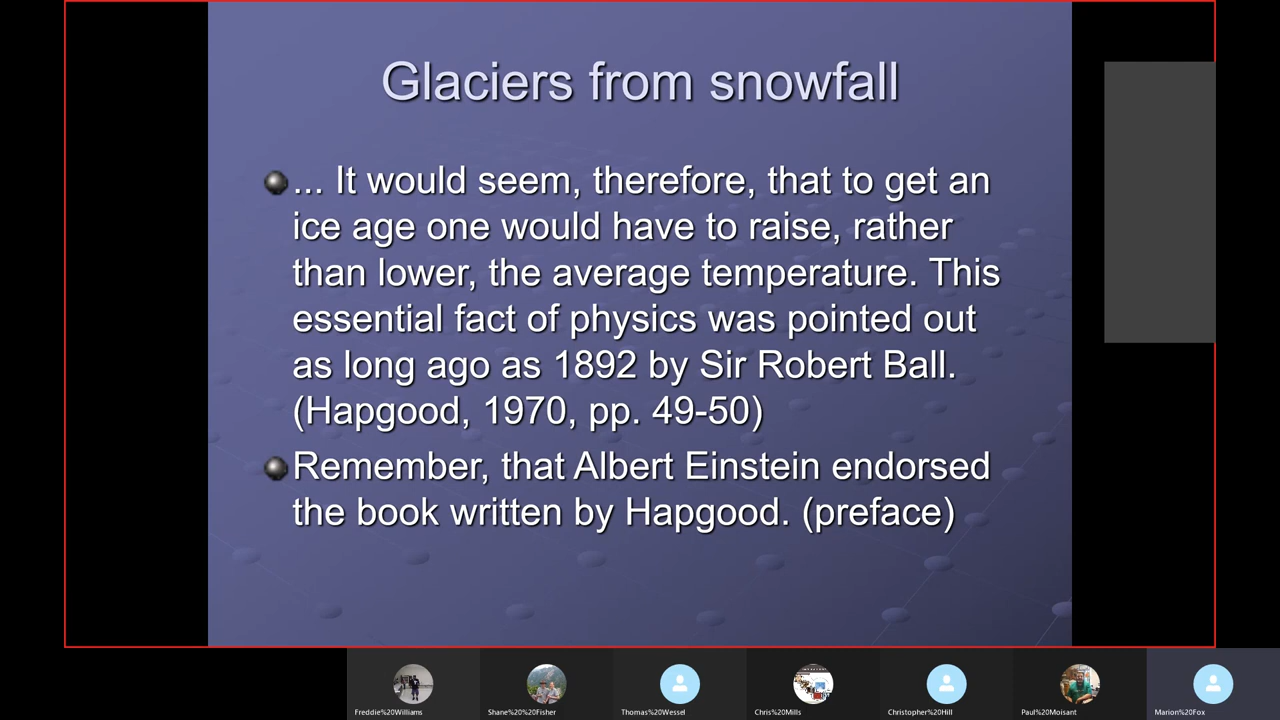 Glaciers from snowfall
... It would seem, therefore, that to get an
ice age one would have to raise, rather
than lower, the average temperature. This
essential fact of physics was pointed out
as long ago as 1892 by Sir Robert Ball.
(Hapgood, 1970, pp. 49-50)
Remember, that Albert Einstein endorsed
the book written by Hapgood. (preface)
Freddie%20Williams
Shane%20%20Fisher
Thomas%20Wessel
Chris%20Mills
Christopher%20Hill
Paul%20Moisant
Marion%20Fox